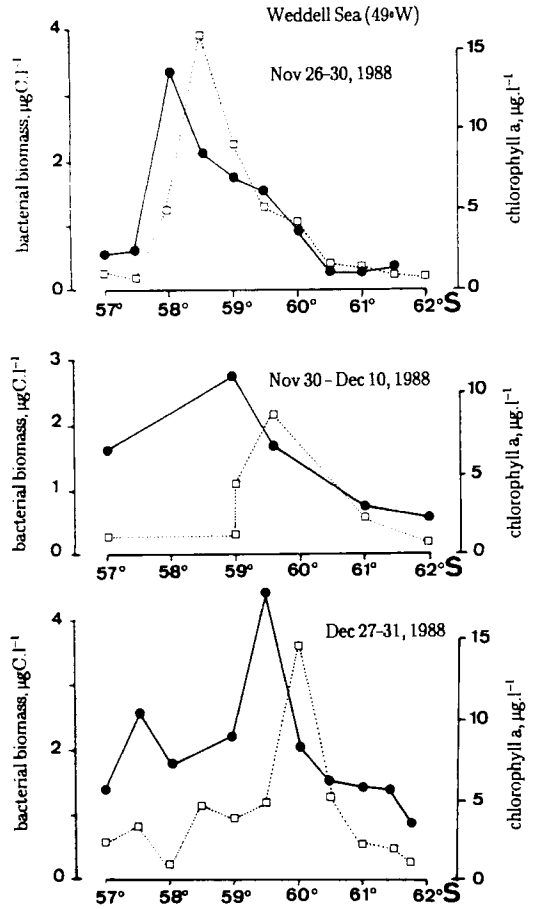 Weddell Sea (49•W)
Nov 26-30, 1988
bacterial biomass, µgC.l⁻¹
4
2
0
chlorophyll a, µg.l⁻¹
15
10
5
0
57° 58° 59° 60° 61° 62°S
Nov 30 - Dec 10, 1988
bacterial biomass, µgC.l⁻¹
3
2
1
0
chlorophyll a, µg.l⁻¹
10
5
0
57° 58° 59° 60° 61° 62°S
Dec 27-31, 1988
bacterial biomass, µgC.l⁻¹
4
2
0
chlorophyll a, µg.l⁻¹
15
10
5
0
57° 58° 59° 60° 61° 62°S